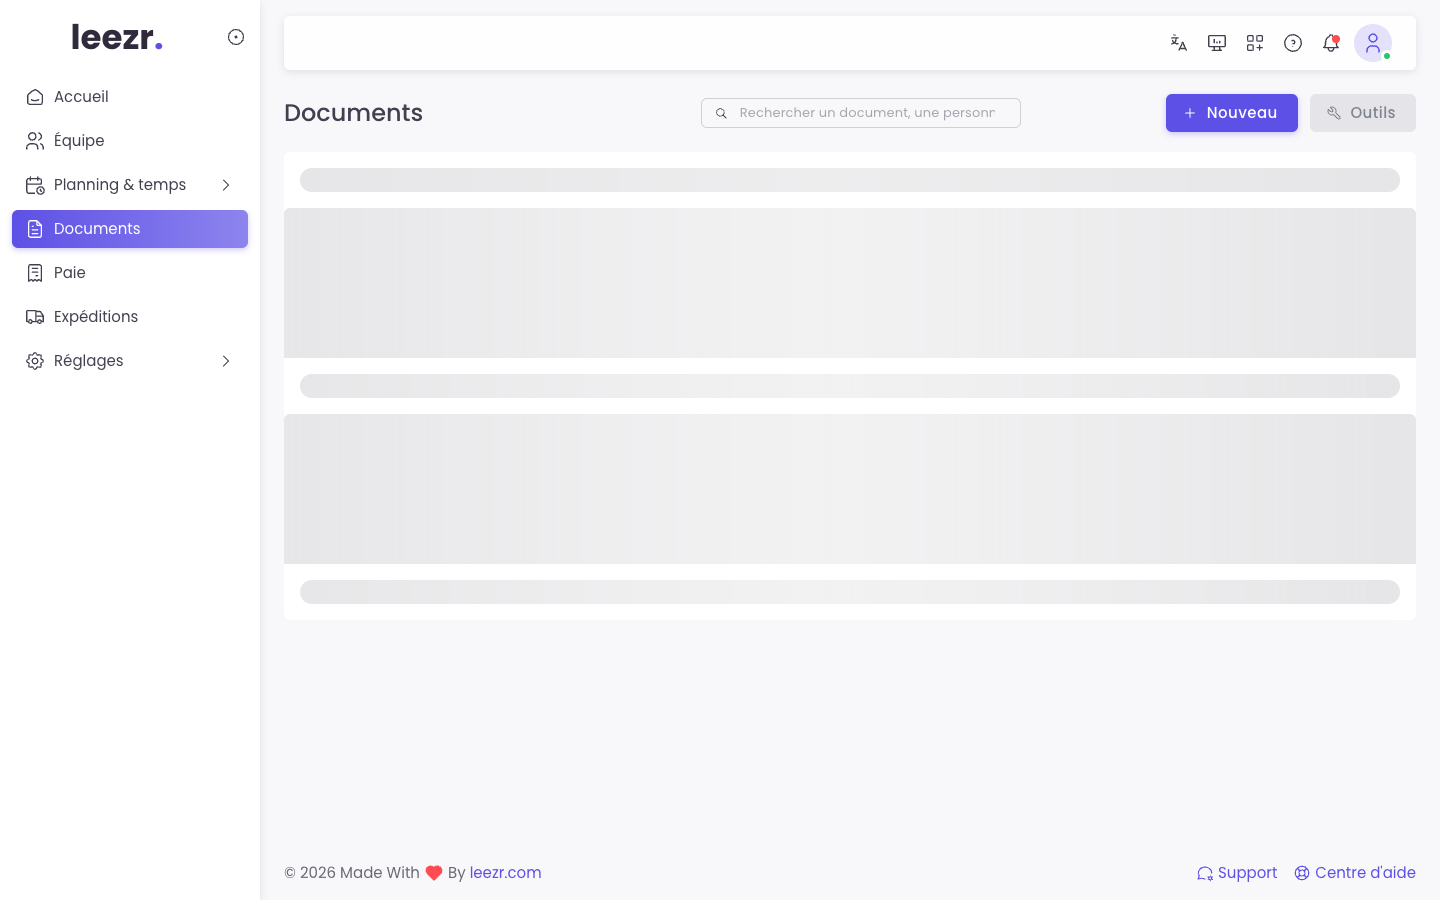 leezr.
Accueil
Équipe
Planning & temps
Documents
Paie
Expéditions
Réglages
Documents
Rechercher un document, une personn
Nouveau
Outils
© 2026 Made With By leezr.com
Support
Centre d'aide